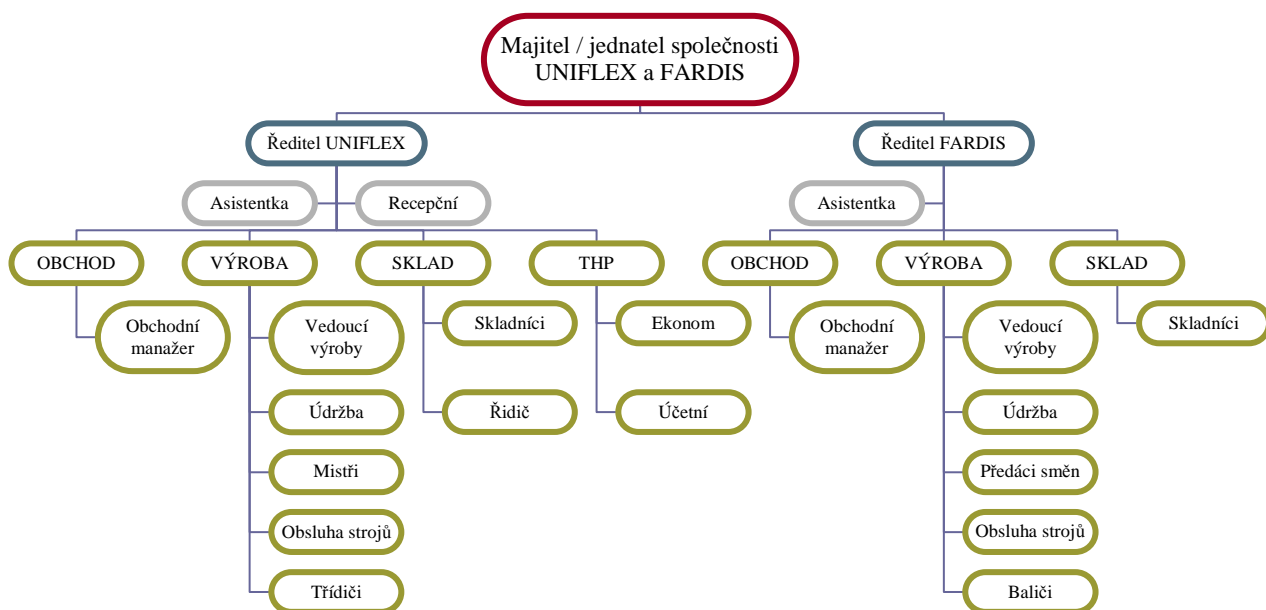 Majitel / jednatel společnosti
UNIFLEX a FARDIS
Ředitel UNIFLEX
Ředitel FARDIS
Asistentka
Recepční
Asistentka
OBCHOD
VÝROBA
SKLAD
THP
OBCHOD
VÝROBA
SKLAD
Obchodní
manažer
Vedoucí
výroby
Skladníci
Ekonom
Obchodní
manažer
Vedoucí
výroby
Skladníci
Údržba
Řidič
Účetní
Údržba
Mistři
Předáci směn
Obsluha strojů
Obsluha strojů
Třídiči
Baliči